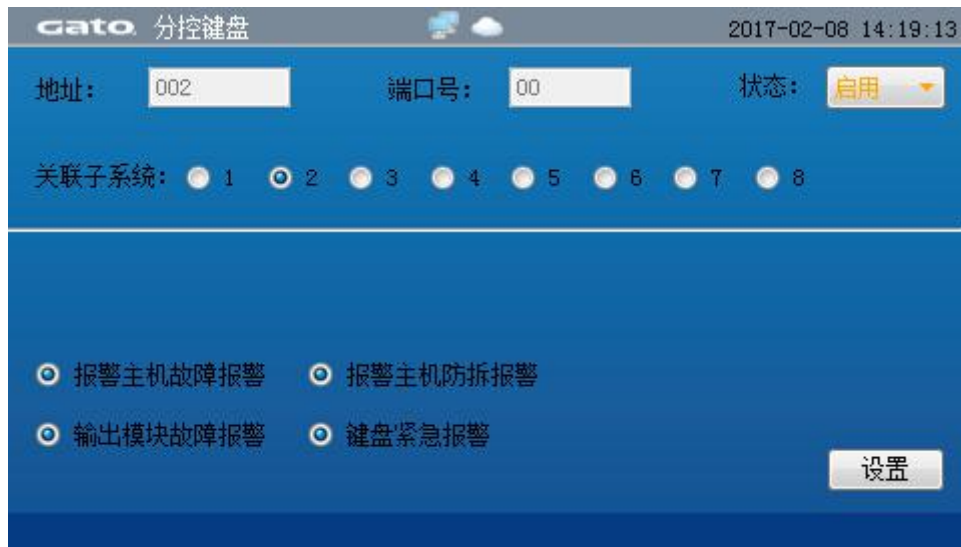 Gato 分控键盘 2017-02-08 14:19:13
地址： 002 端口号： 00 状态： 启用
关联子系统： 1 2 3 4 5 6 7 8
报警主机故障报警 报警主机防拆报警
输出模块故障报警 键盘紧急报警
设置